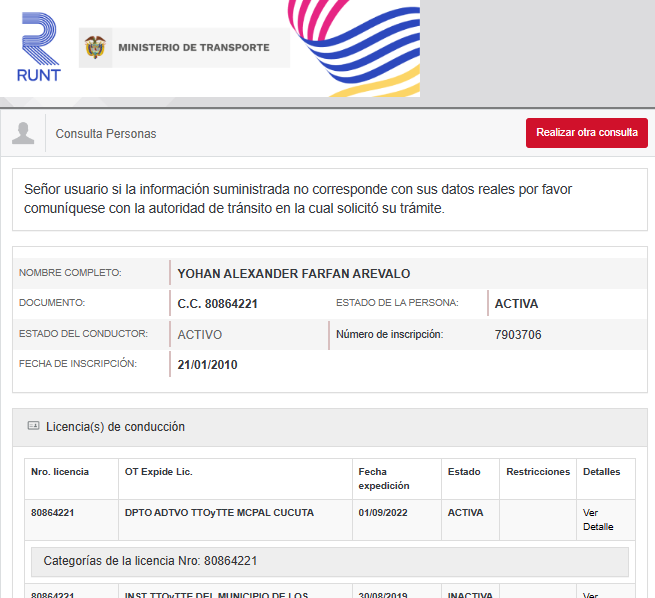 RUNT
MINISTERIO DE TRANSPORTE
Consulta Personas
Realizar otra consulta
Señor usuario si la información suministrada no corresponde con sus datos reales por favor
comuníquese con la autoridad de tránsito en la cual solicitó su trámite.
NOMBRE COMPLETO: YOHAN ALEXANDER FARFAN AREVALO
DOCUMENTO: C.C. 80864221 ESTADO DE LA PERSONA: ACTIVA
ESTADO DEL CONDUCTOR: ACTIVO Número de inscripción: 7903706
FECHA DE INSCRIPCIÓN: 21/01/2010
Licencia(s) de conducción
Nro. licencia OT Expide Lic. Fecha expedición Estado Restricciones Detalles
80864221 DPTO ADTVO TTOyTTE MCPAL CUCUTA 01/09/2022 ACTIVA Ver Detalle
Categorías de la licencia Nro: 80864221
80864221 INST TTOyTTE DEL MUNICIPIO DE LOS 30/08/2019 INACTIVA Ver